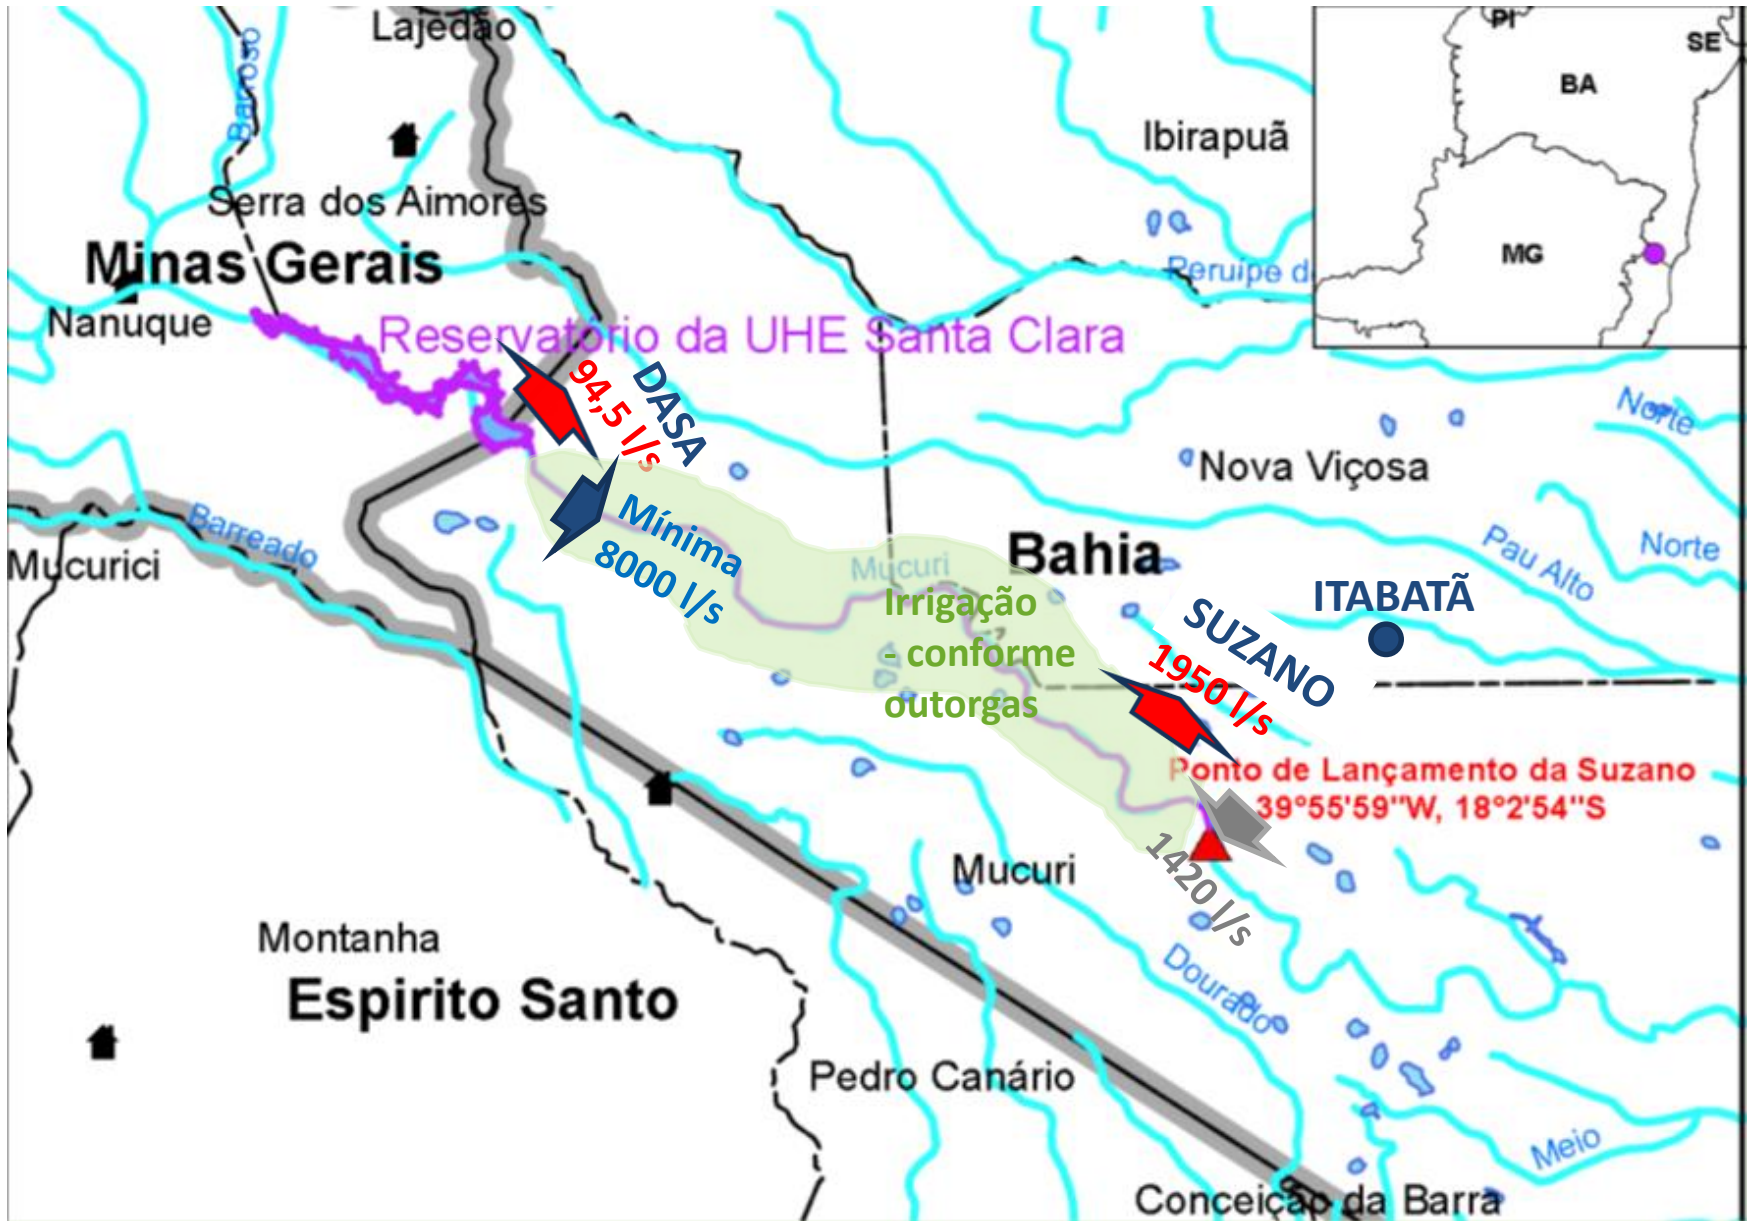 Lajedão
Barroso
PI
SE
BA
MG
Ibirapuã
Serra dos Aimorés
Minas Gerais
Peruípe d
Nanuque
Reservatório da UHE Santa Clara
DASA
94,5 l/s
Norte
Nova Viçosa
Mínima
8000 l/s
Barreado
Mucurici
Mucuri
Bahia
Pau Alto
Norte
Irrigação
- conforme
outorgas
SUZANO
1950 l/s
ITABATÃ
Ponto de Lançamento da Suzano
39°55'59"W, 18°2'54"S
1420 l/s
Mucuri
Montanha
Espirito Santo
Dourado
Pedro Canário
Meio
Conceição da Barra